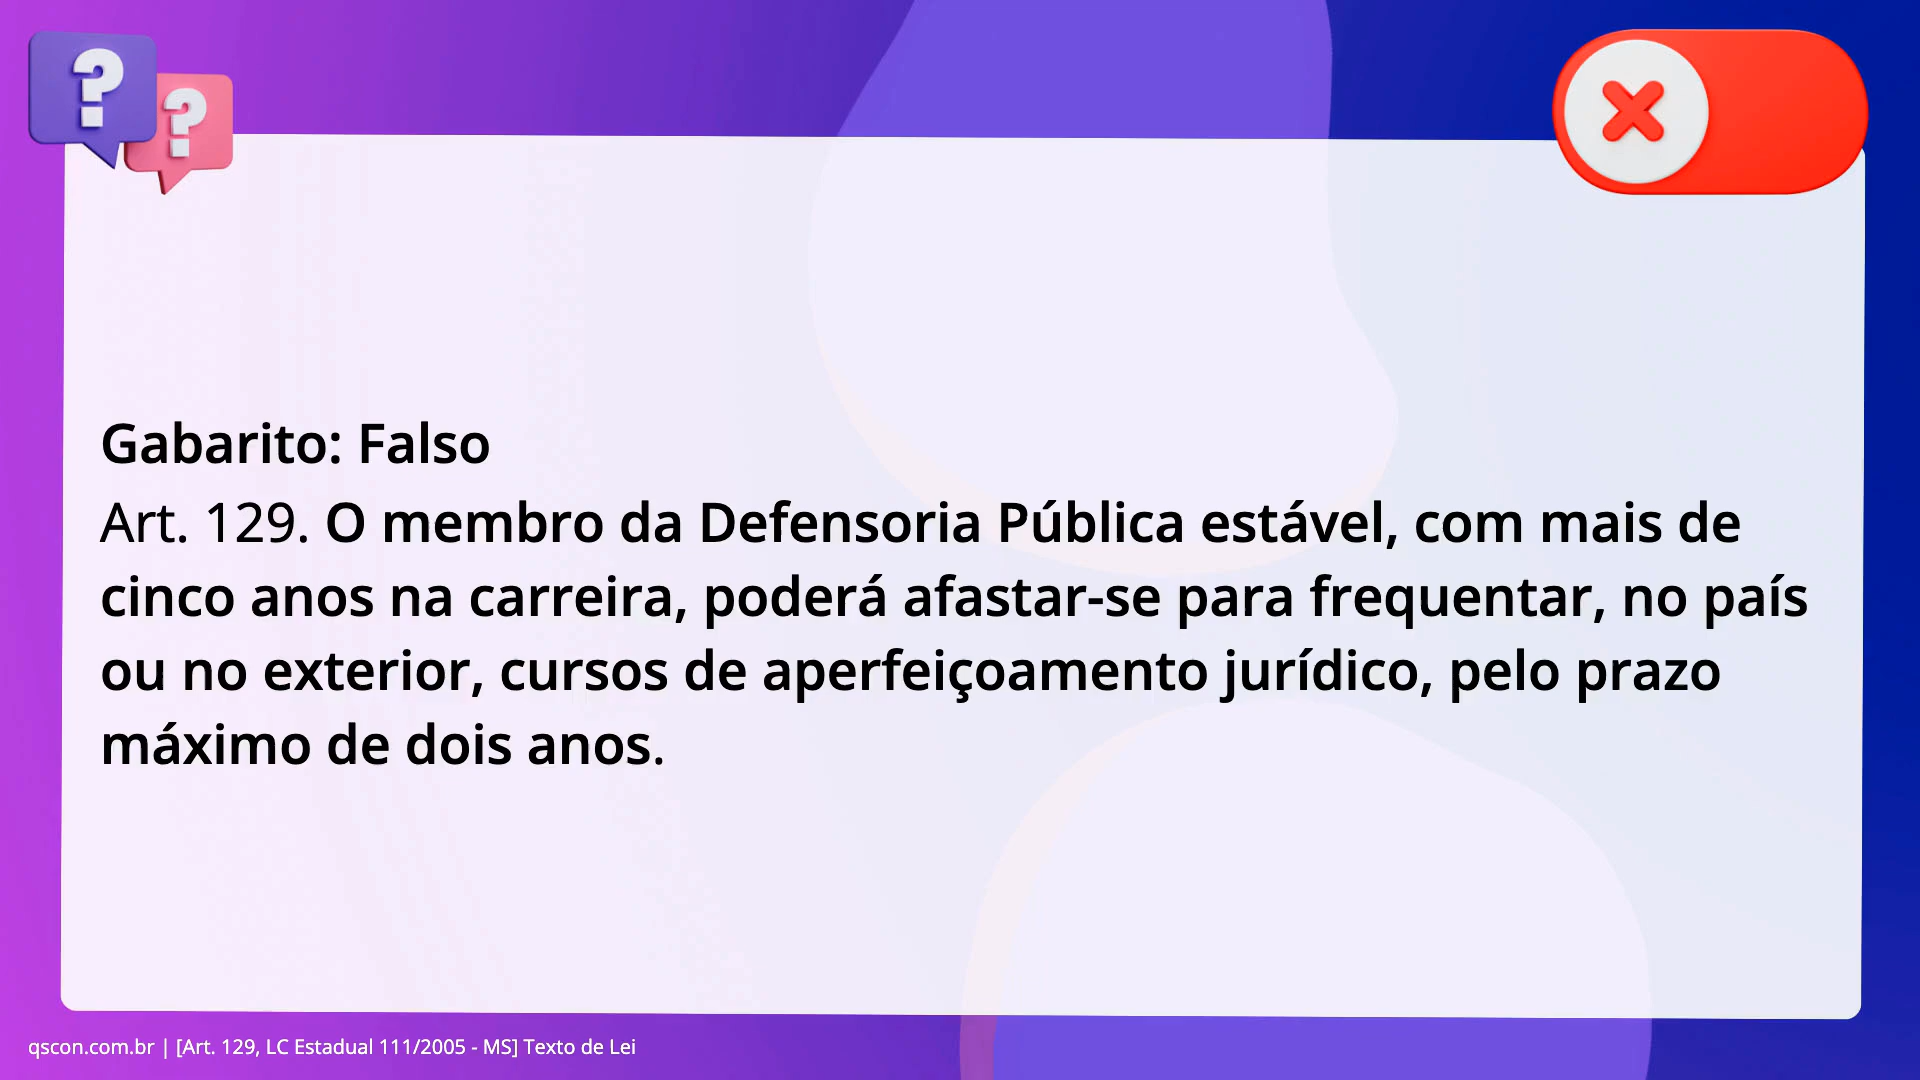 Gabarito: Falso
Art. 129. O membro da Defensoria Pública estável, com mais de
cinco anos na carreira, poderá afastar-se para frequentar, no país
ou no exterior, cursos de aperfeiçoamento jurídico, pelo prazo
máximo de dois anos.
qscon.com.br | [Art. 129, LC Estadual 111/2005 - MS] Texto de Lei